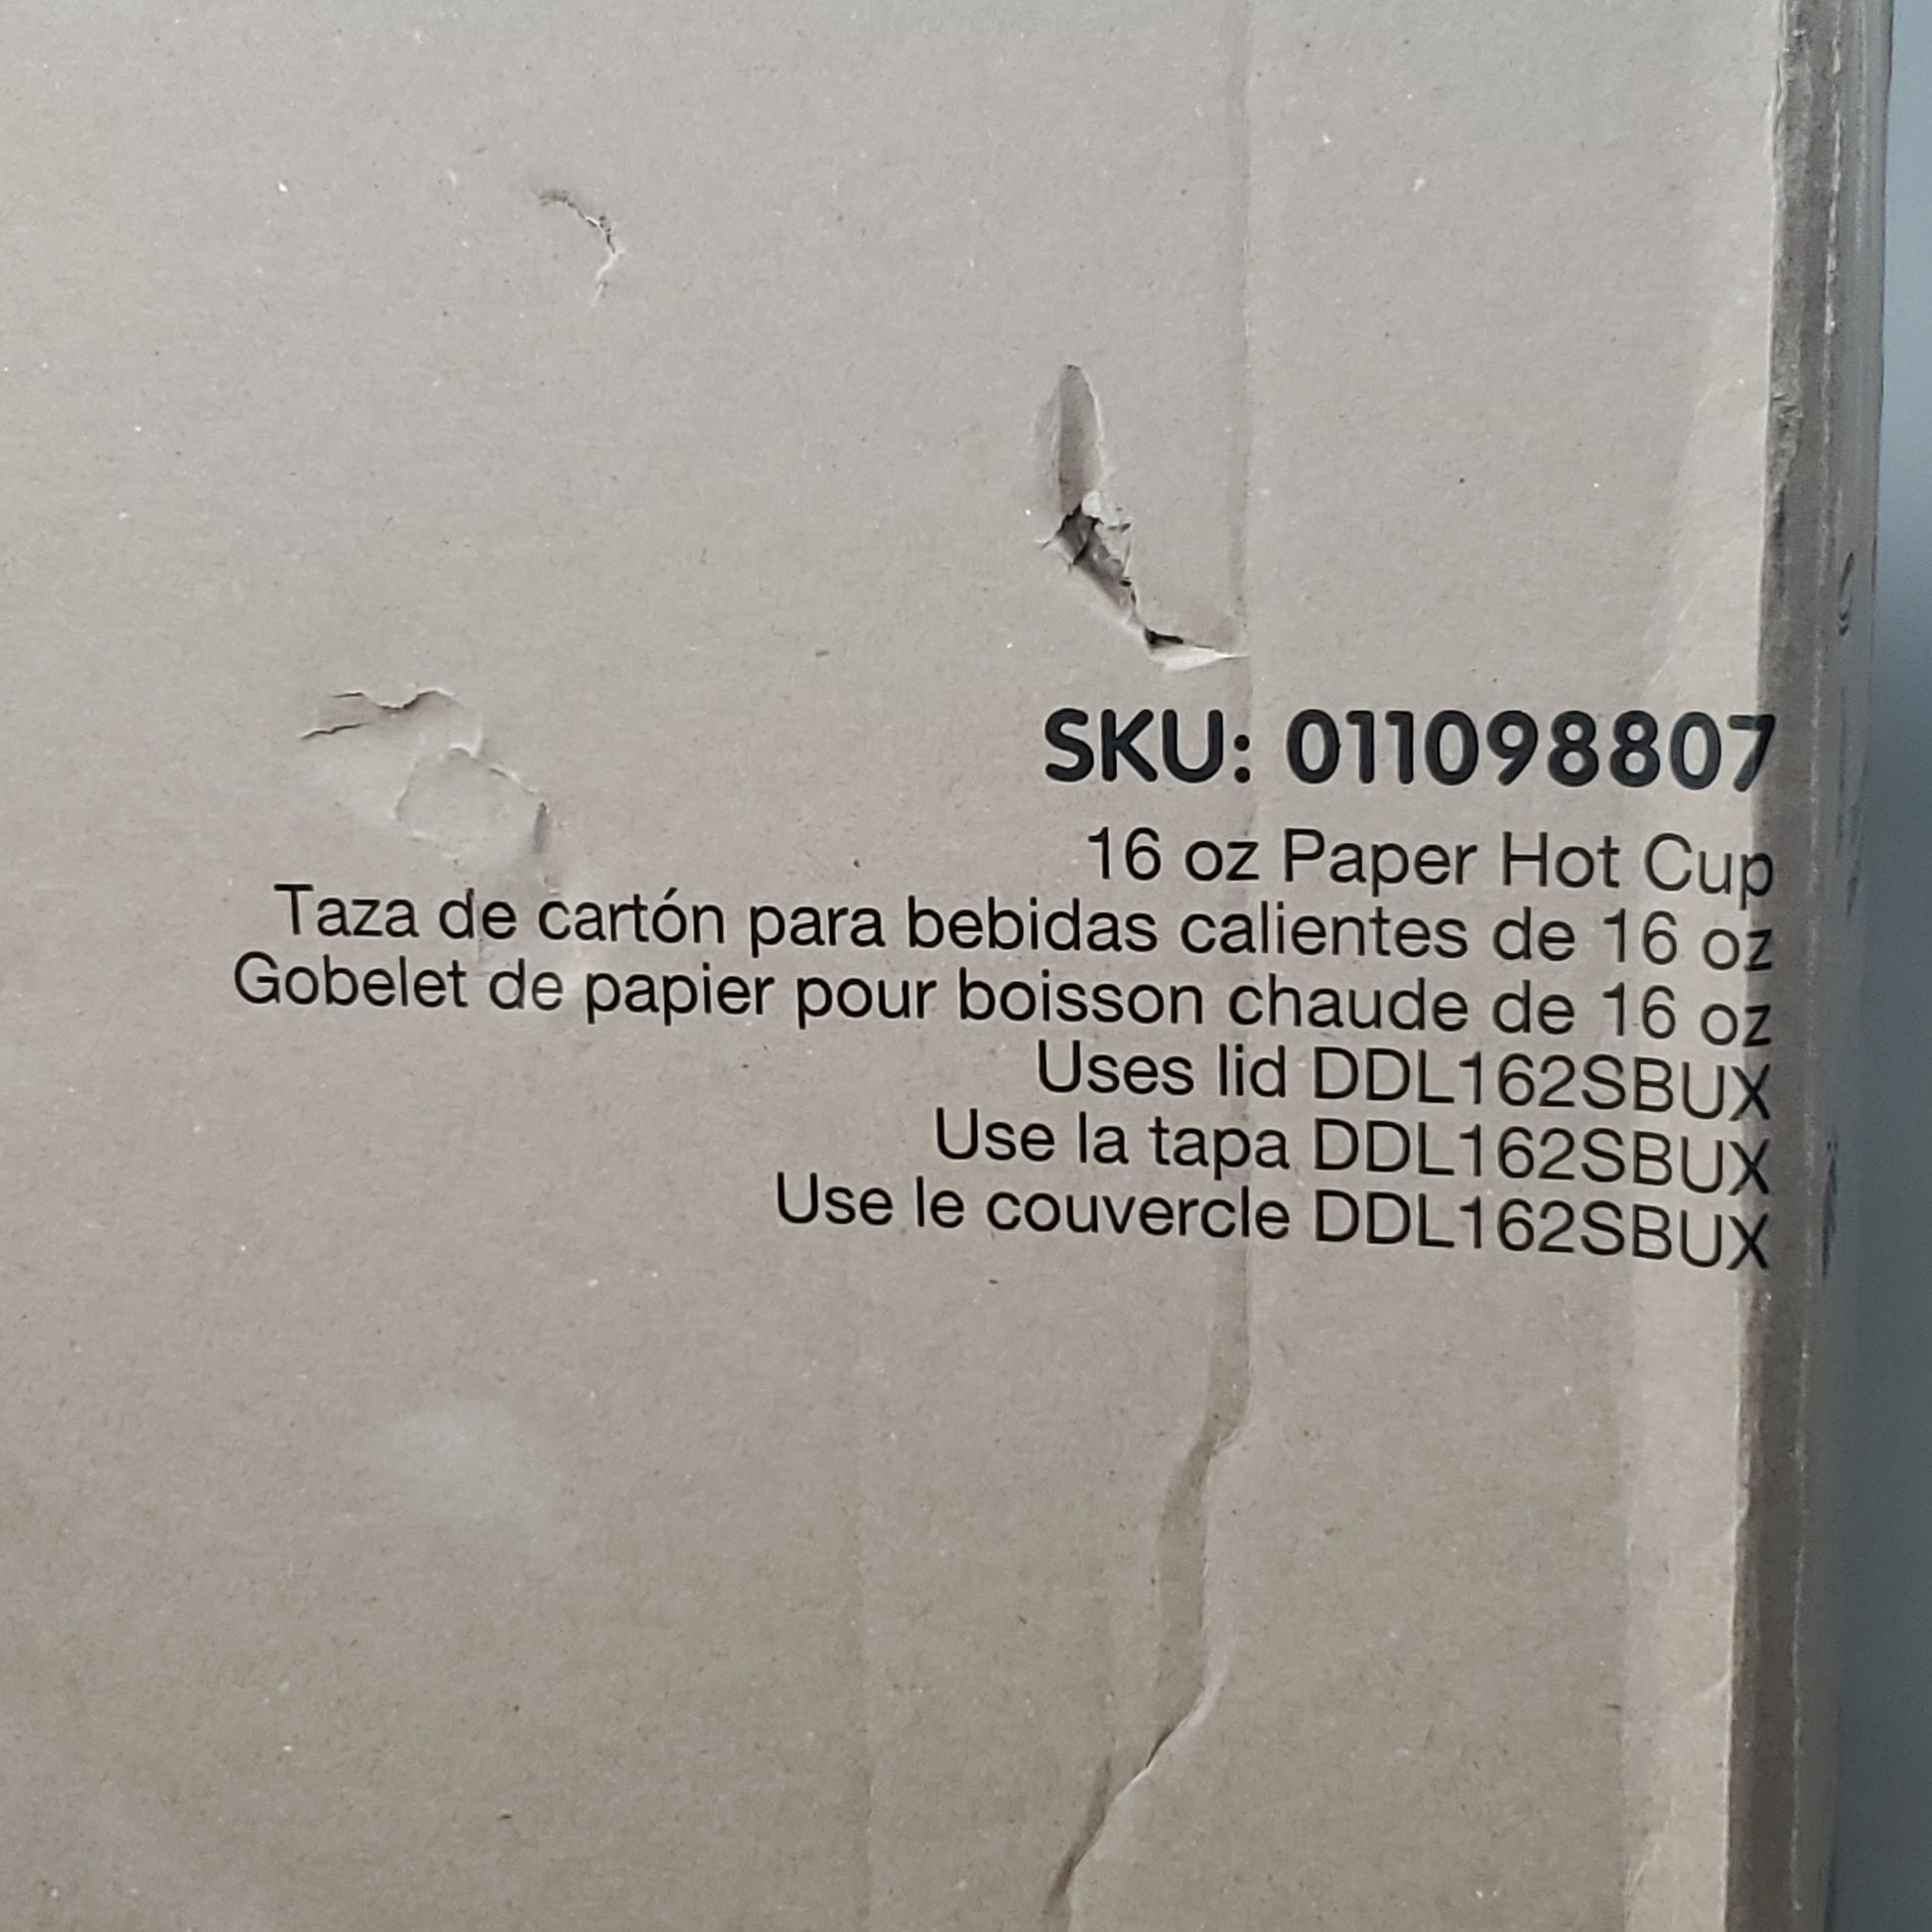 SKU: 011098807
16 oz Paper Hot Cup
Taza de cartón para bebidas calientes de 16 oz
Gobelet de papier pour boisson chaude de 16 oz
Uses lid DDL162SBUX
Use la tapa DDL162SBUX
Use le couvercle DDL162SBUX